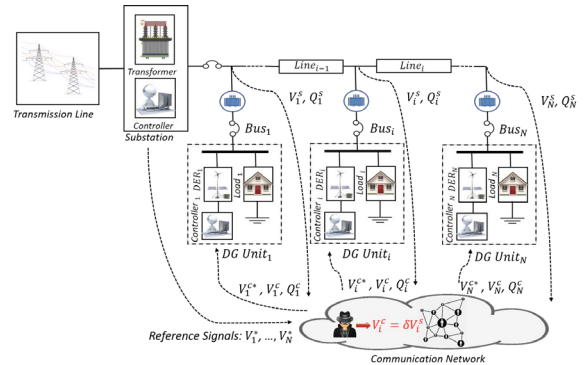 Transmission Line
Transformer
Controller
Substation
Line_{i-1}
Line_i
V_1^s, Q_1^s
V_i^s, Q_i^s
V_N^s, Q_N^s
Bus_1
Bus_i
Bus_N
Controller_1
DER_1
Load_1
Controller_i
DER_i
Load_i
Controller_N
DER_N
Load_N
DG Unit_1
DG Unit_i
DG Unit_N
V_1^{c*}, V_1^c, Q_1^c
V_i^{c*}, V_i^c, Q_i^c
V_N^{c*}, V_N^c, Q_N^c
V_i^c = δV_i^s
Reference Signals: V_1^*, ..., V_N^*
Communication Network